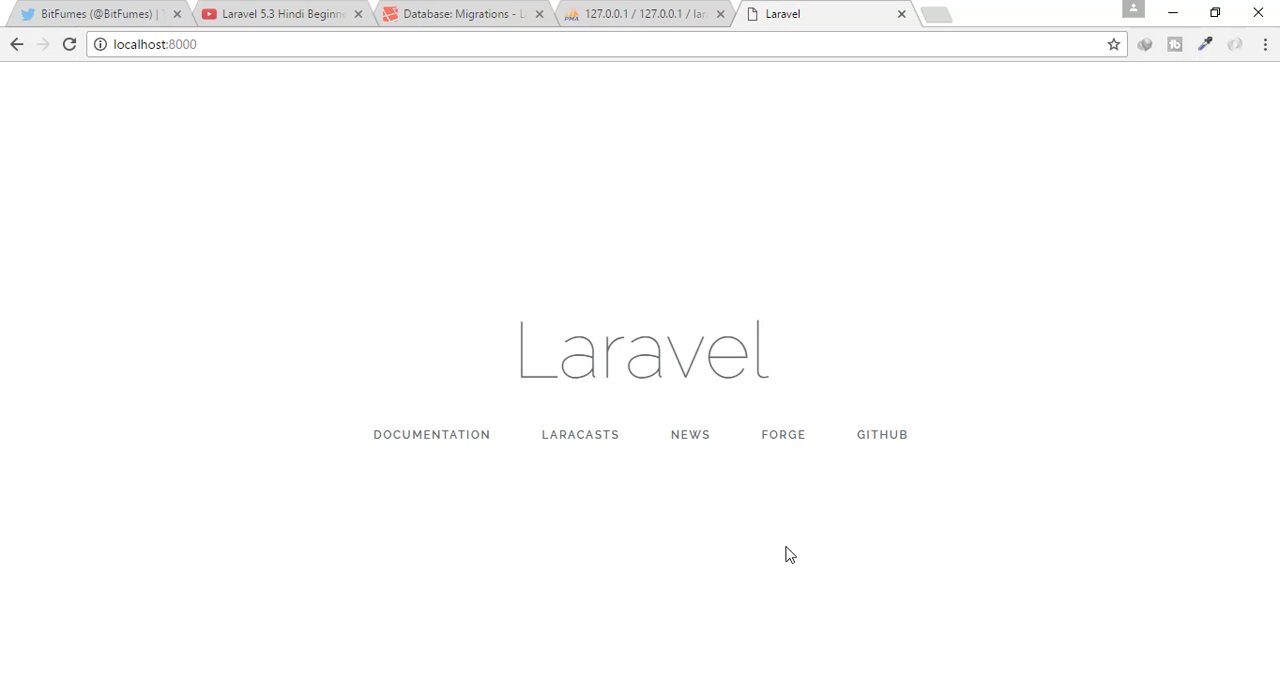 BitFumes (@BitFumes) | T
Laravel 5.3 Hindi Beginne
Database: Migrations - L
127.0.0.1 / 127.0.0.1 / lar
Laravel
localhost:8000
Laravel
DOCUMENTATION LARACASTS NEWS FORGE GITHUB